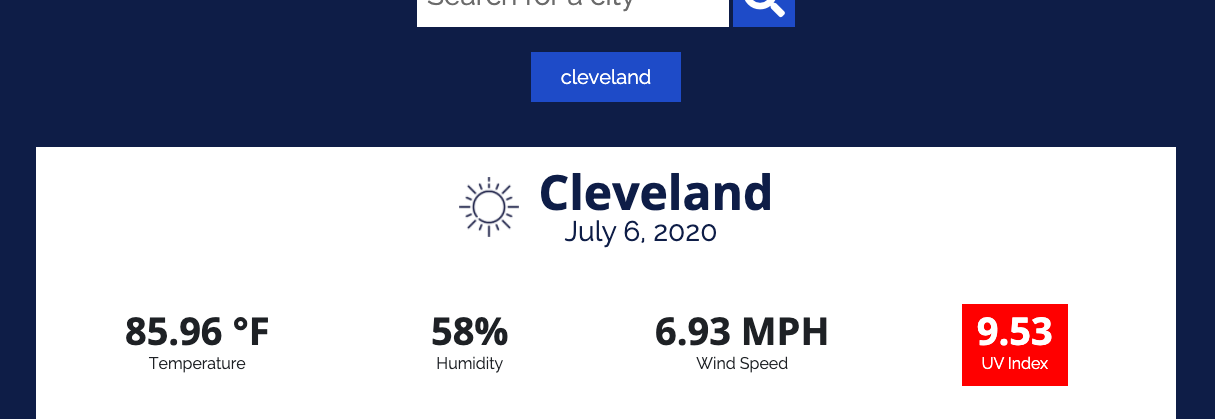 Search for a city
cleveland
Cleveland
July 6, 2020
85.96 °F
Temperature
58%
Humidity
6.93 MPH
Wind Speed
9.53
UV Index